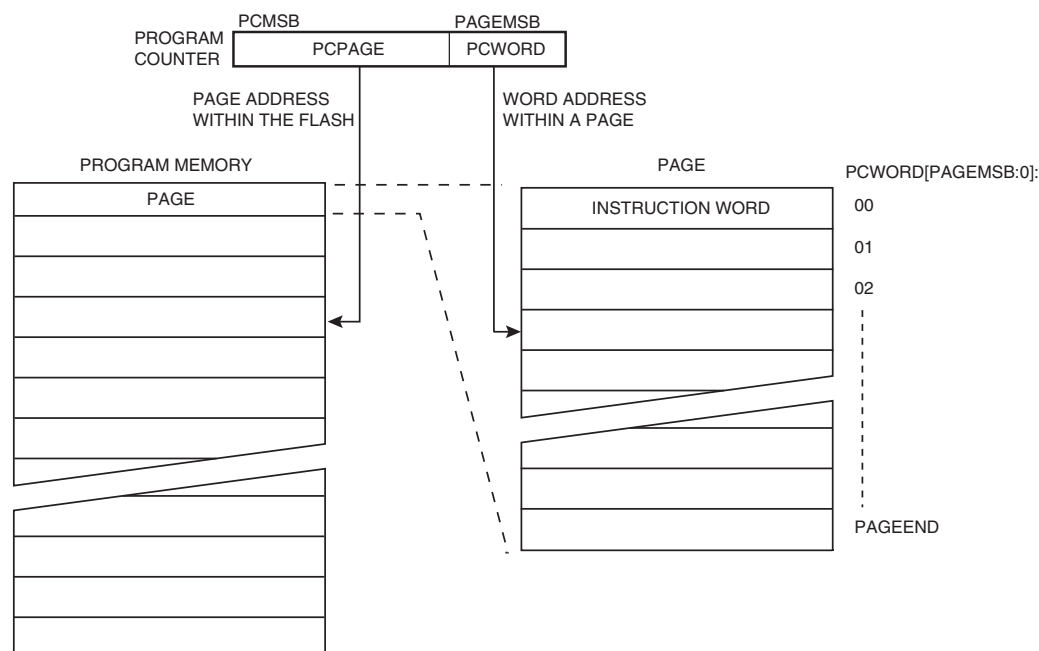 PCMSB
PAGEMSB
PROGRAM
COUNTER
PCPAGE
PCWORD
PAGE ADDRESS
WITHIN THE FLASH
WORD ADDRESS
WITHIN A PAGE
PROGRAM MEMORY
PAGE
PCWORD[PAGEMSB:0]:
PAGE
INSTRUCTION WORD
00
01
02
PAGEEND